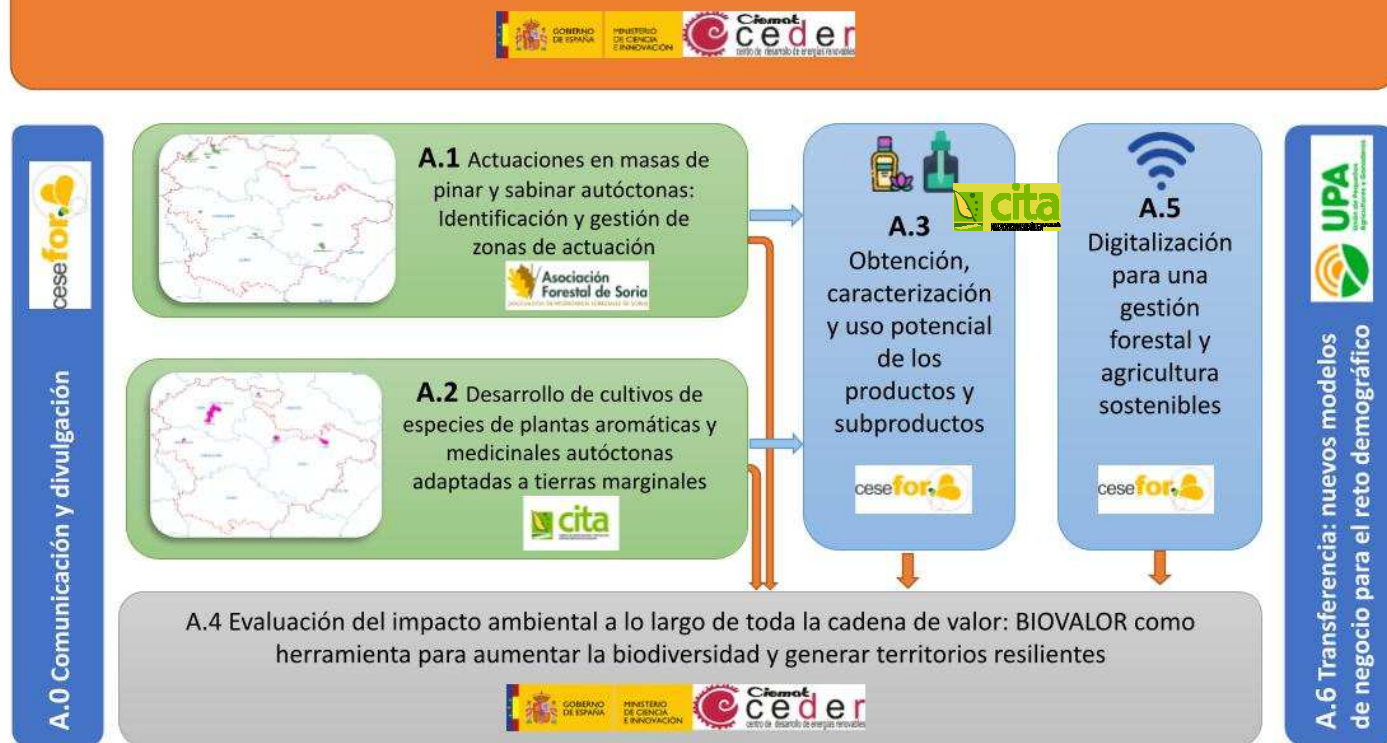 GOBIERNO
DE ESPAÑA
MINISTERIO
DE CIENCIA
E INNOVACIÓN
Ciemat
ceder
centro de desarrollo de energías renovables
cesefor
A.0 Comunicación y divulgación
A.1 Actuaciones en masas de
pinar y sabinar autóctonas:
Identificación y gestión de
zonas de actuación
Asociación
Forestal de Soria
A.2 Desarrollo de cultivos de
especies de plantas aromáticas y
medicinales autóctonas
adaptadas a tierras marginales
cita
cita
A.3
Obtención,
caracterización
y uso potencial
de los
productos y
subproductos
cesefor
A.5
Digitalización
para una
gestión
forestal y
agricultura
sostenibles
cesefor
UPA
Unión de Pequeños
Agricultores y Ganaderos
A.6 Transferencia: nuevos modelos
de negocio para el reto demográfico
A.4 Evaluación del impacto ambiental a lo largo de toda la cadena de valor: BIOVALOR como
herramienta para aumentar la biodiversidad y generar territorios resilientes
GOBIERNO
DE ESPAÑA
MINISTERIO
DE CIENCIA
E INNOVACIÓN
Ciemat
ceder
centro de desarrollo de energías renovables